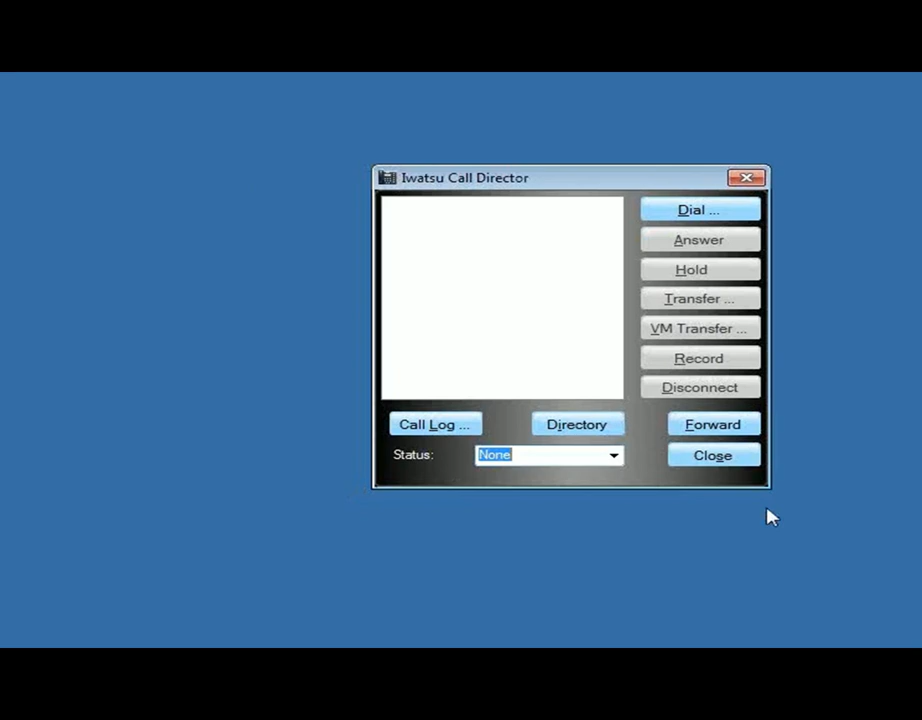 Iwatsu Call Director
Dial ...
Answer
Hold
Transfer ...
VM Transfer ...
Record
Disconnect
Call Log ...
Directory
Forward
Status:
None
Close